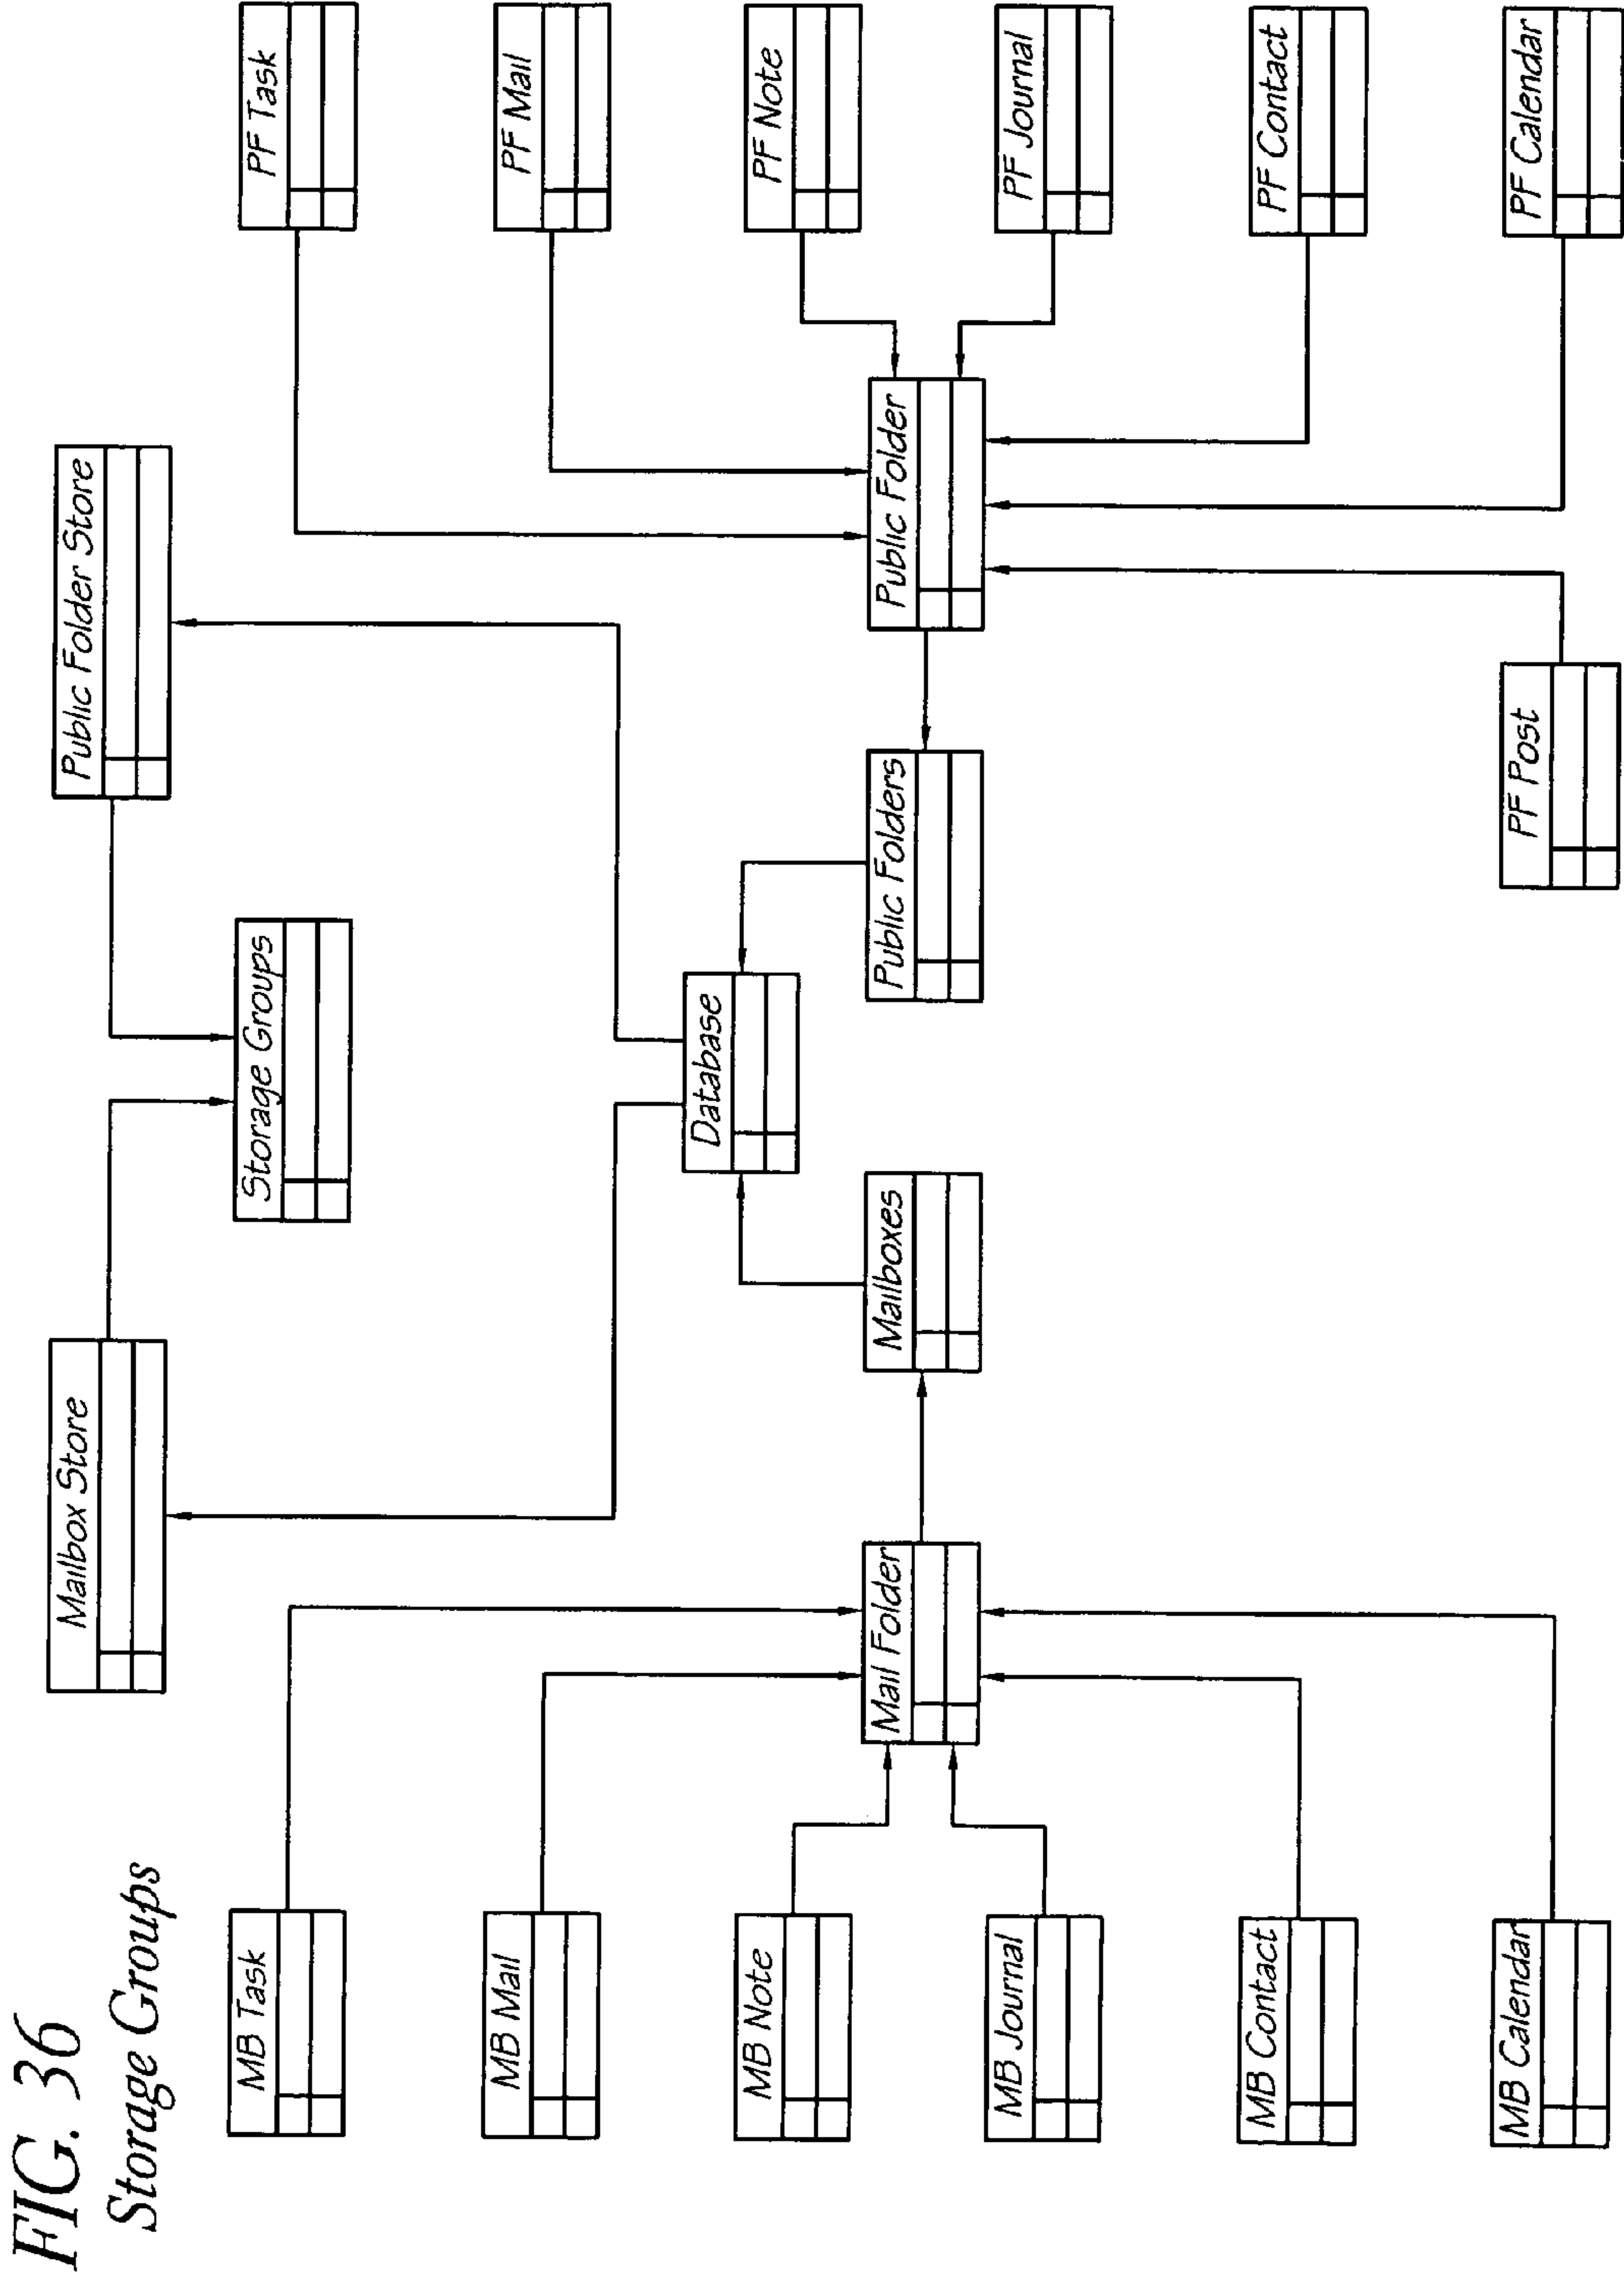 FIG. 36
Storage Groups
Mailbox Store
Public Folder Store
Storage Groups
MB Task
PF Task
MB Mail
PF Mail
Database
MB Note
Mail Folder
Mailboxes
Public Folders
Public Folder
PF Note
MB Journal
PF Journal
MB Contact
PF Contact
MB Calendar
PF Post
PF Calendar